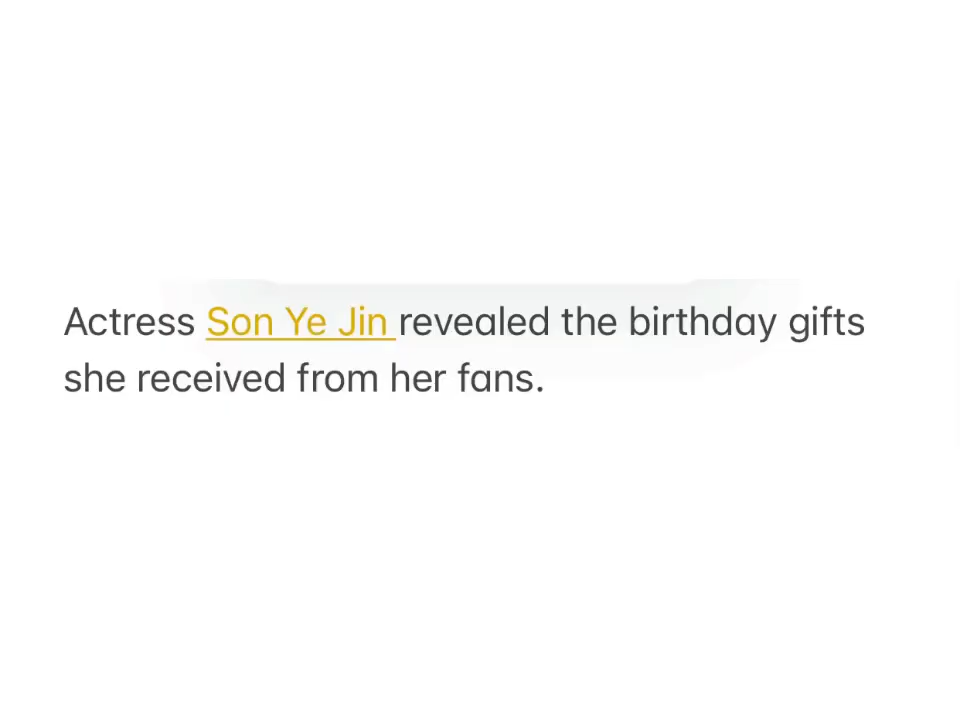 Actress Son Ye Jin revealed the birthday gifts
she received from her fans.